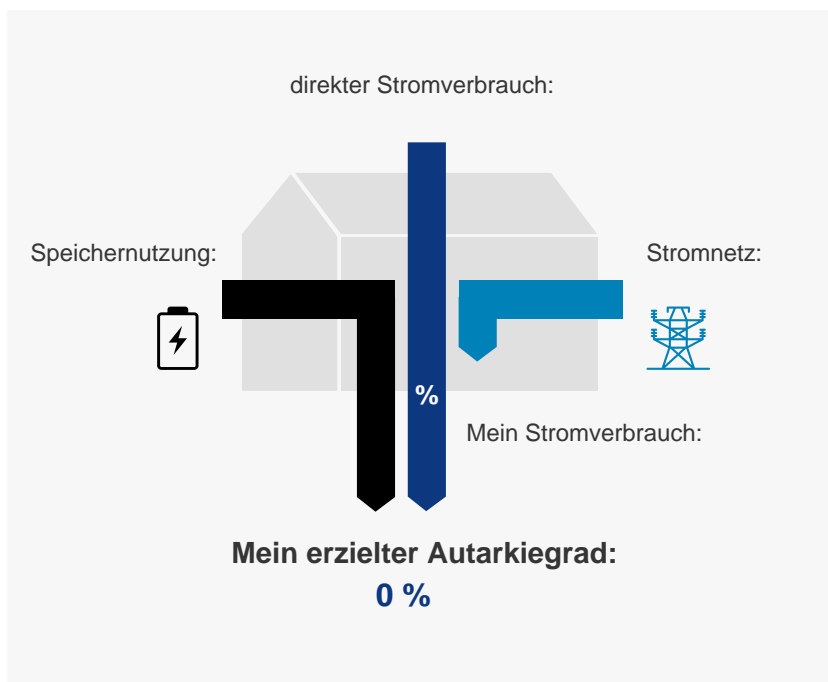 direkter Stromverbrauch:
Speichernutzung:
Stromnetz:
%
Mein Stromverbrauch:
Mein erzielter Autarkiegrad:
0 %